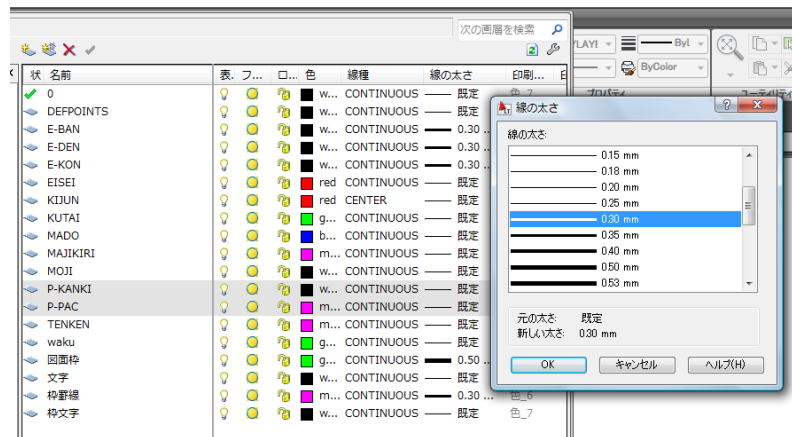 次の画層を検索
YLAYI ByL
ByColor
プロパティ
ユーティリティ
状 名前 表. フ... ロ... 色 線種 線の太さ 印刷...
0 w... CONTINUOUS 既定 色_7
DEFPOINTS w... CONTINUOUS 既定
E-BAN w... CONTINUOUS 0.30 ...
E-DEN w... CONTINUOUS 0.30 ...
E-KON w... CONTINUOUS 0.30 ...
EISEI red CONTINUOUS 既定
KIJUN red CENTER 既定
KUTAI g... CONTINUOUS 既定
MADO b... CONTINUOUS 既定
MAJIKIRI m... CONTINUOUS 既定
MOJI w... CONTINUOUS 既定
P-KANKI w... CONTINUOUS 既定
P-PAC m... CONTINUOUS 既定
TENKEN m... CONTINUOUS 既定
waku g... CONTINUOUS 既定
図面枠 g... CONTINUOUS 0.50 ...
文字 w... CONTINUOUS 既定
枠罫線 m... CONTINUOUS 0.30 ... 色_6
枠文字 w... CONTINUOUS 既定 色_7
線の太さ
線の太さ:
0.15 mm
0.18 mm
0.20 mm
0.25 mm
0.30 mm
0.35 mm
0.40 mm
0.50 mm
0.53 mm
元の太さ: 既定
新しい太さ: 0.30 mm
OK キャンセル ヘルプ(H)